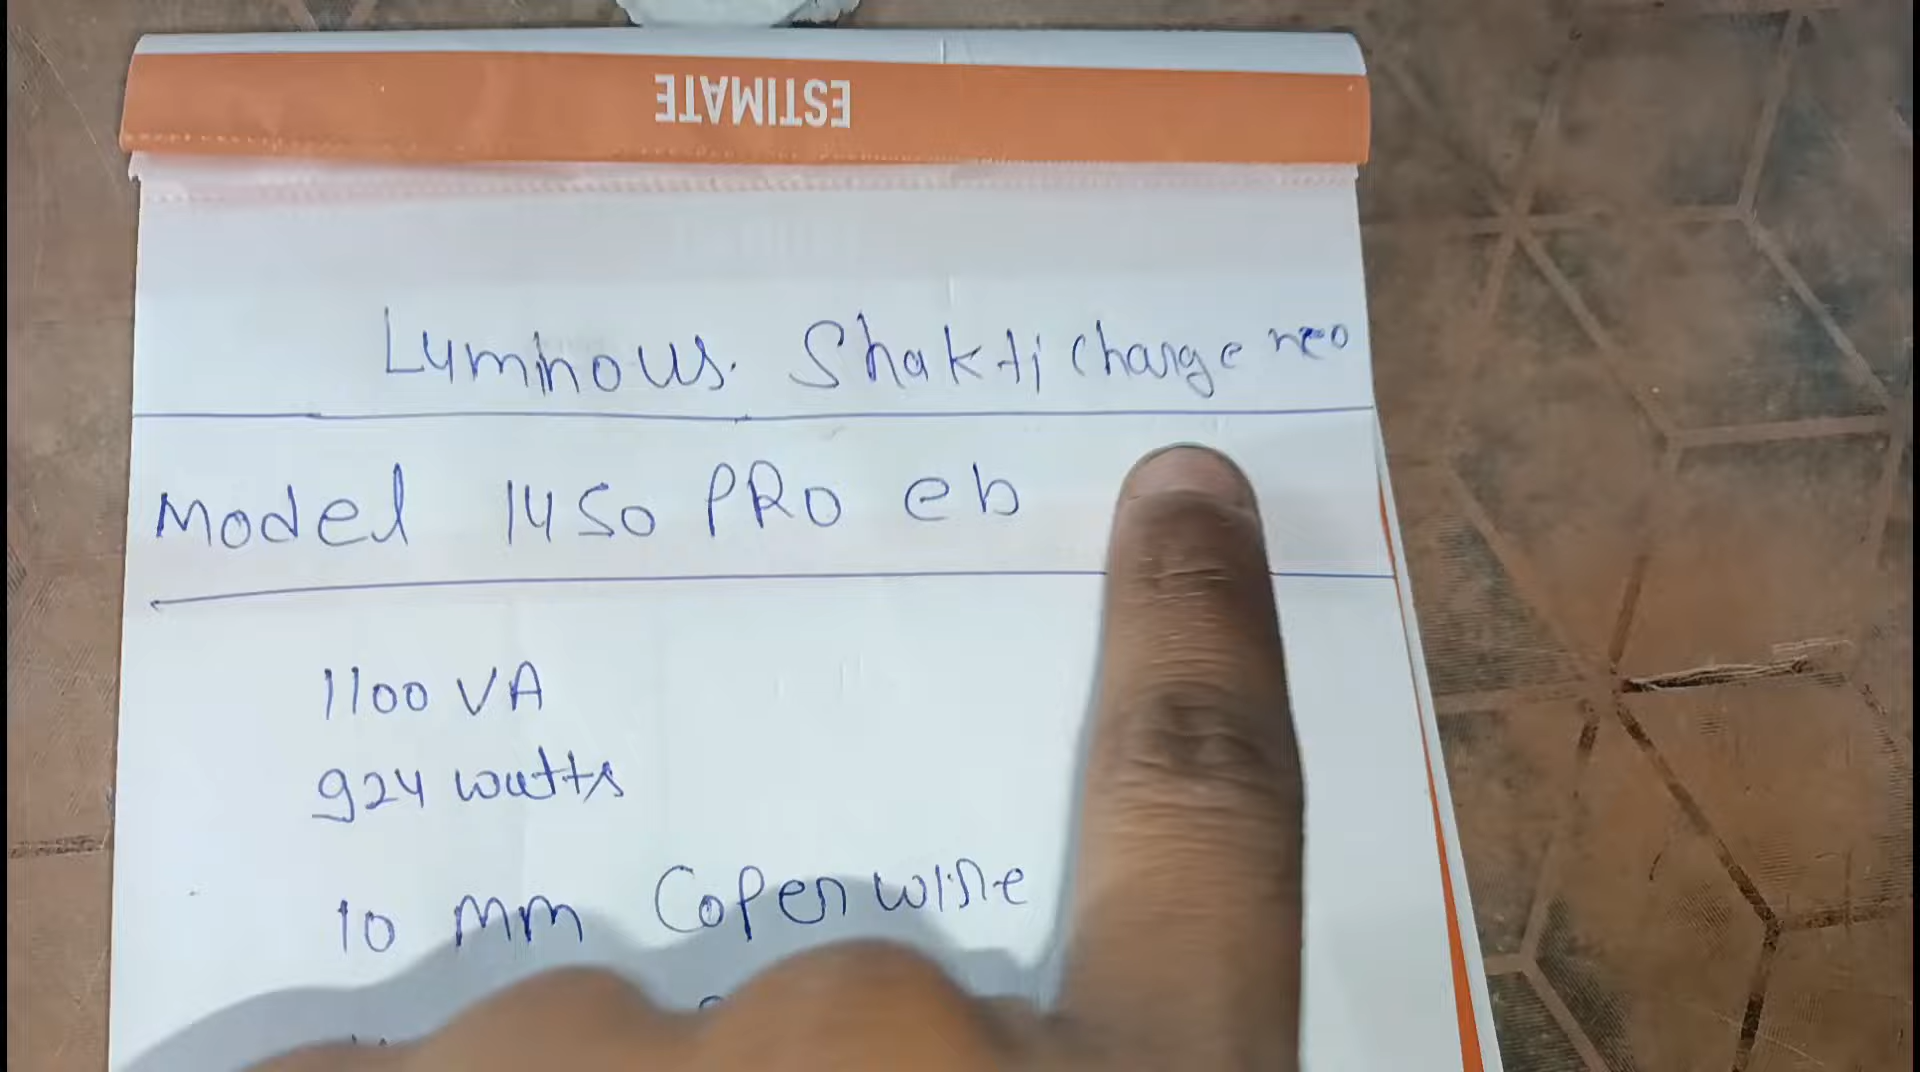 ESTIMATE
Luminous. Shakti charge neo
Model 1450 PRO eb
1100 VA
924 watts
10 mm Coper wire